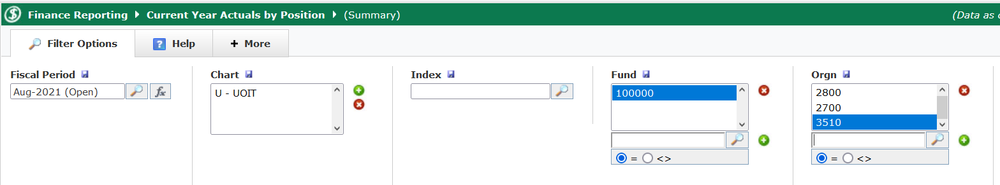 Finance Reporting Current Year Actuals by Position (Summary) (Data as o
Filter Options ? Help + More
Fiscal Period Chart Index Fund Orgn
Aug-2021 (Open) fx U - UOIT 100000 2800
2700
3510
= <> = <>